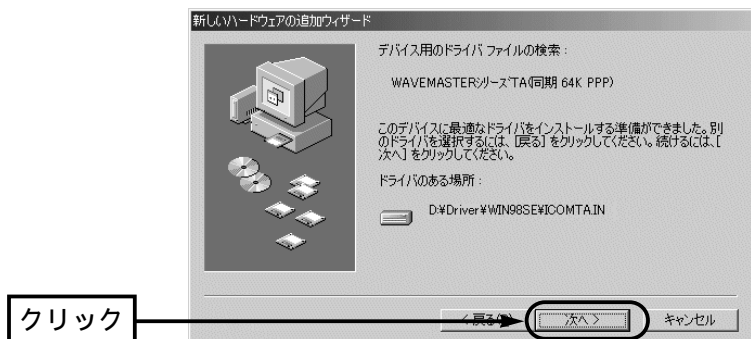 新しいハードウェアの追加ウィザード
デバイス用のドライバ ファイルの検索 :
WAVEMASTERシリーズTA(同期 64K PPP)
このデバイスに最適なドライバをインストールする準備ができました。別
のドライバを選択するには、[戻る] をクリックしてください。続けるには、[
次へ] をクリックしてください。
ドライバのある場所 :
D:¥Driver¥WIN98SE¥ICOMTA.IN
クリック
< 戻る
次へ >
キャンセル